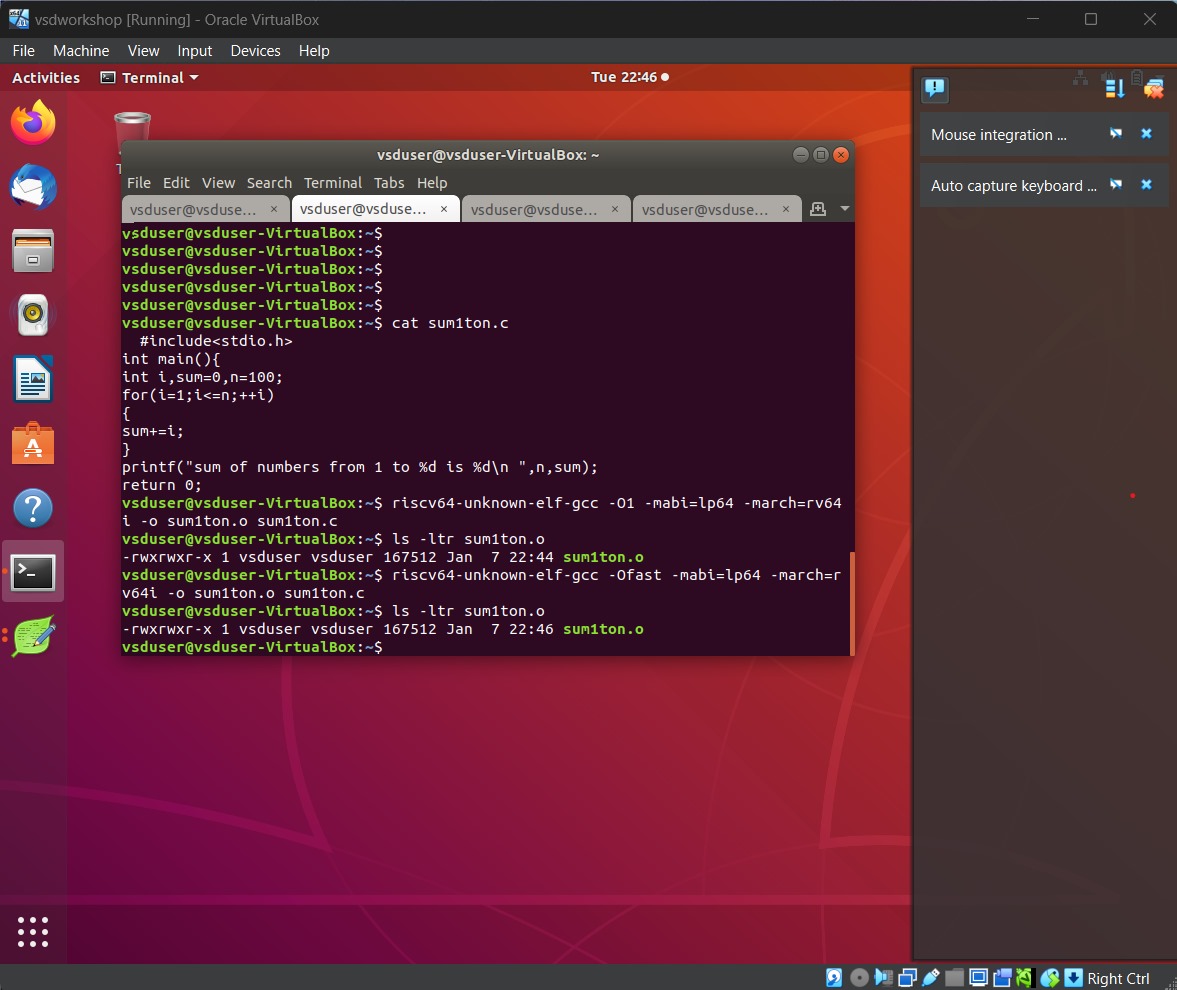 vsdworkshop [Running] - Oracle VirtualBox
File Machine View Input Devices Help
Activities Terminal Tue 22:46
Mouse integration ...
Auto capture keyboard ...
vsduser@vsduser-VirtualBox: ~
File Edit View Search Terminal Tabs Help
vsduser@vsduse... × vsduser@vsduse... × vsduser@vsduse... × vsduser@vsduse... ×
vsduser@vsduser-VirtualBox:~$
vsduser@vsduser-VirtualBox:~$
vsduser@vsduser-VirtualBox:~$
vsduser@vsduser-VirtualBox:~$
vsduser@vsduser-VirtualBox:~$
vsduser@vsduser-VirtualBox:~$ cat sum1ton.c
  #include<stdio.h>
int main(){
int i,sum=0,n=100;
for(i=1;i<=n;++i)
{
sum+=i;
}
printf("sum of numbers from 1 to %d is %d\n ",n,sum);
return 0;
vsduser@vsduser-VirtualBox:~$ riscv64-unknown-elf-gcc -O1 -mabi=lp64 -march=rv64
i -o sum1ton.o sum1ton.c
vsduser@vsduser-VirtualBox:~$ ls -ltr sum1ton.o
-rwxrwxr-x 1 vsduser vsduser 167512 Jan  7 22:44 sum1ton.o
vsduser@vsduser-VirtualBox:~$ riscv64-unknown-elf-gcc -Ofast -mabi=lp64 -march=r
v64i -o sum1ton.o sum1ton.c
vsduser@vsduser-VirtualBox:~$ ls -ltr sum1ton.o
-rwxrwxr-x 1 vsduser vsduser 167512 Jan  7 22:46 sum1ton.o
vsduser@vsduser-VirtualBox:~$
Right Ctrl